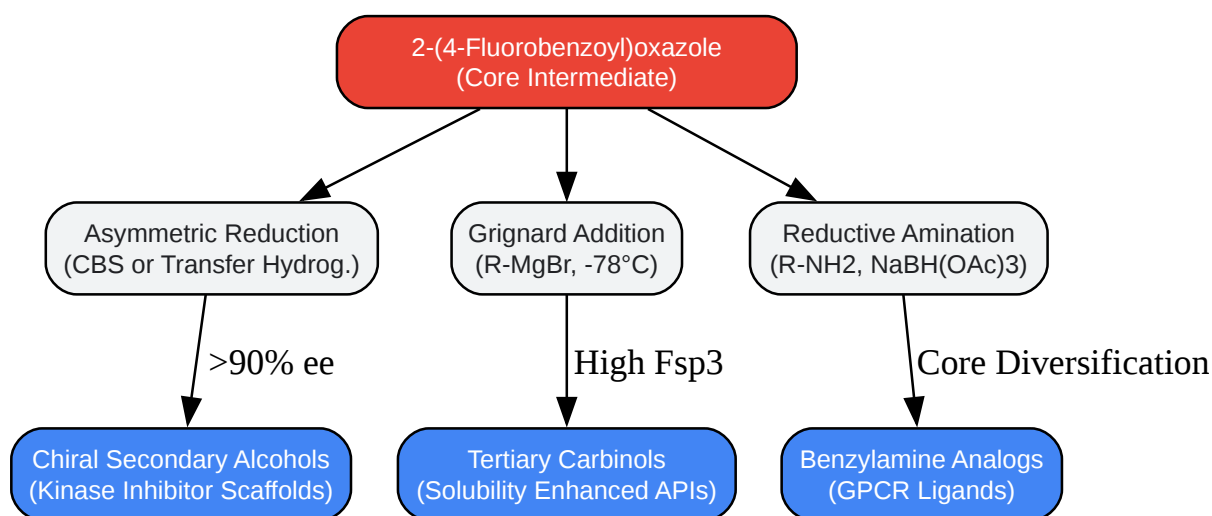 2-(4-Fluorobenzoyl)oxazole
(Core Intermediate)
Asymmetric Reduction
(CBS or Transfer Hydrog.)
Grignard Addition
(R-MgBr, -78°C)
Reductive Amination
(R-NH2, NaBH(OAc)3)
>90% ee
High Fsp3
Core Diversification
Chiral Secondary Alcohols
(Kinase Inhibitor Scaffolds)
Tertiary Carbinols
(Solubility Enhanced APIs)
Benzylamine Analogs
(GPCR Ligands)